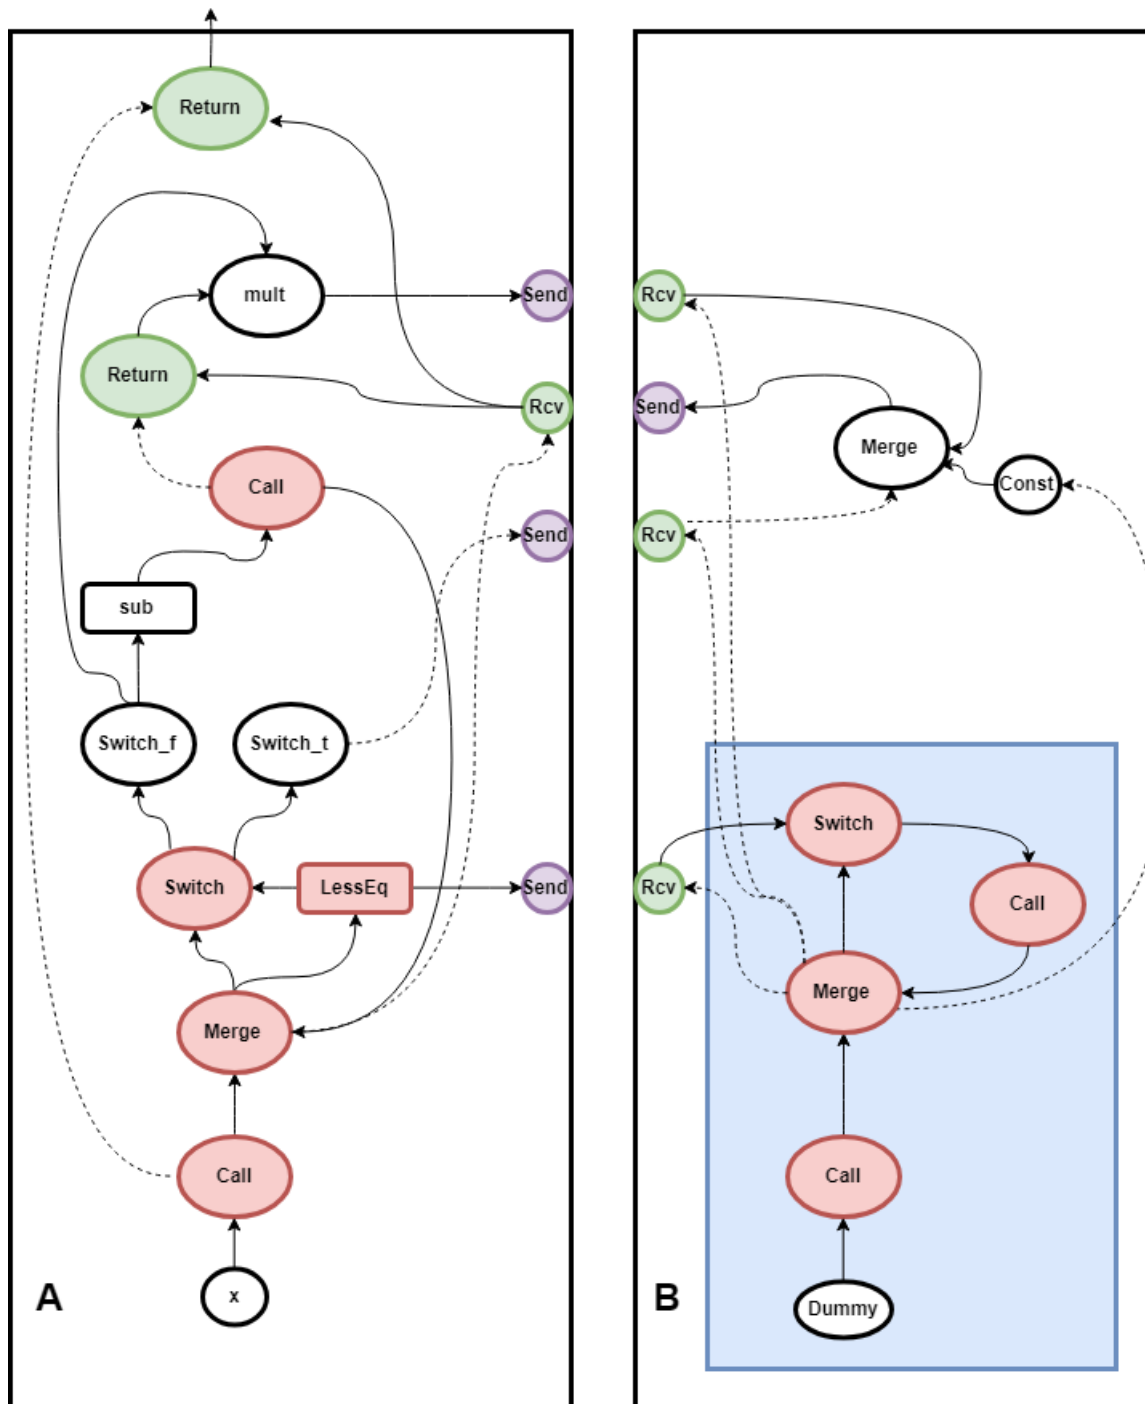 Return
mult
Send
Return
Rcv
Call
Send
sub
Switch_f
Switch_t
Switch
LessEq
Send
Merge
Call
A
x
Rcv
Send
Merge
Const
Rcv
Switch
Rcv
Call
Merge
Call
B
Dummy